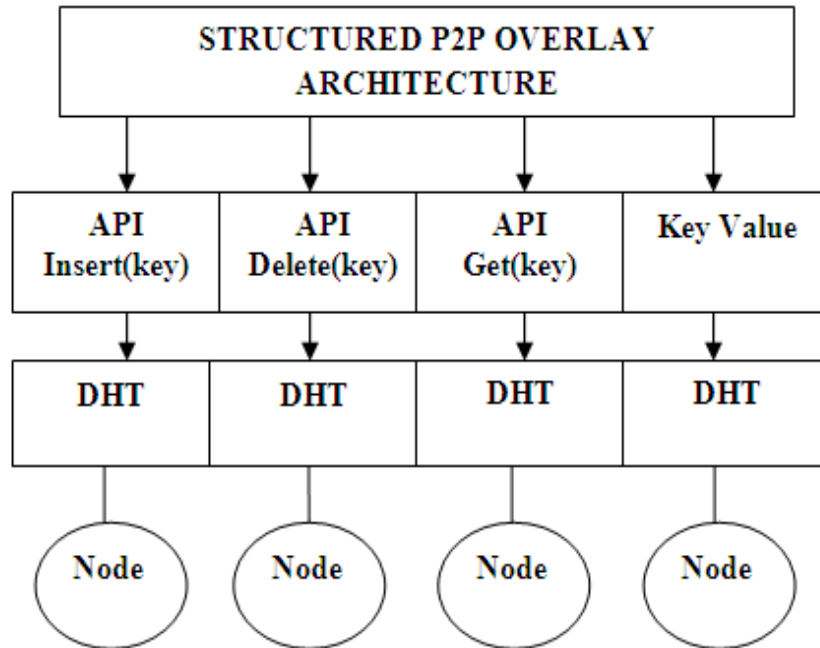 STRUCTURED P2P OVERLAY
ARCHITECTURE
API
Insert(key)
API
Delete(key)
API
Get(key)
Key Value
DHT
DHT
DHT
DHT
Node
Node
Node
Node